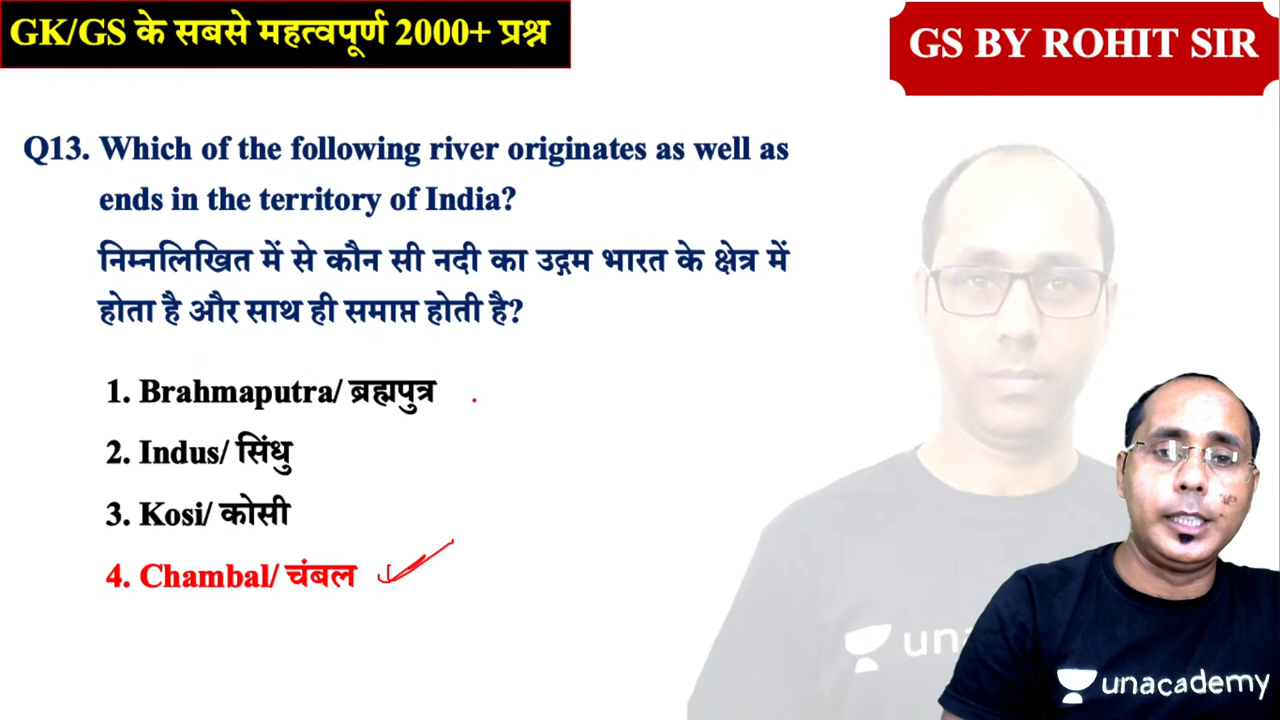 GK/GS के सबसे महत्वपूर्ण 2000+ प्रश्न
GS BY ROHIT SIR
Q13. Which of the following river originates as well as
ends in the territory of India?
निम्नलिखित में से कौन सी नदी का उद्गम भारत के क्षेत्र में
होता है और साथ ही समाप्त होती है?
1. Brahmaputra/ ब्रह्मपुत्र
2. Indus/ सिंधु
3. Kosi/ कोसी
4. Chambal/ चंबल
una
unacademy